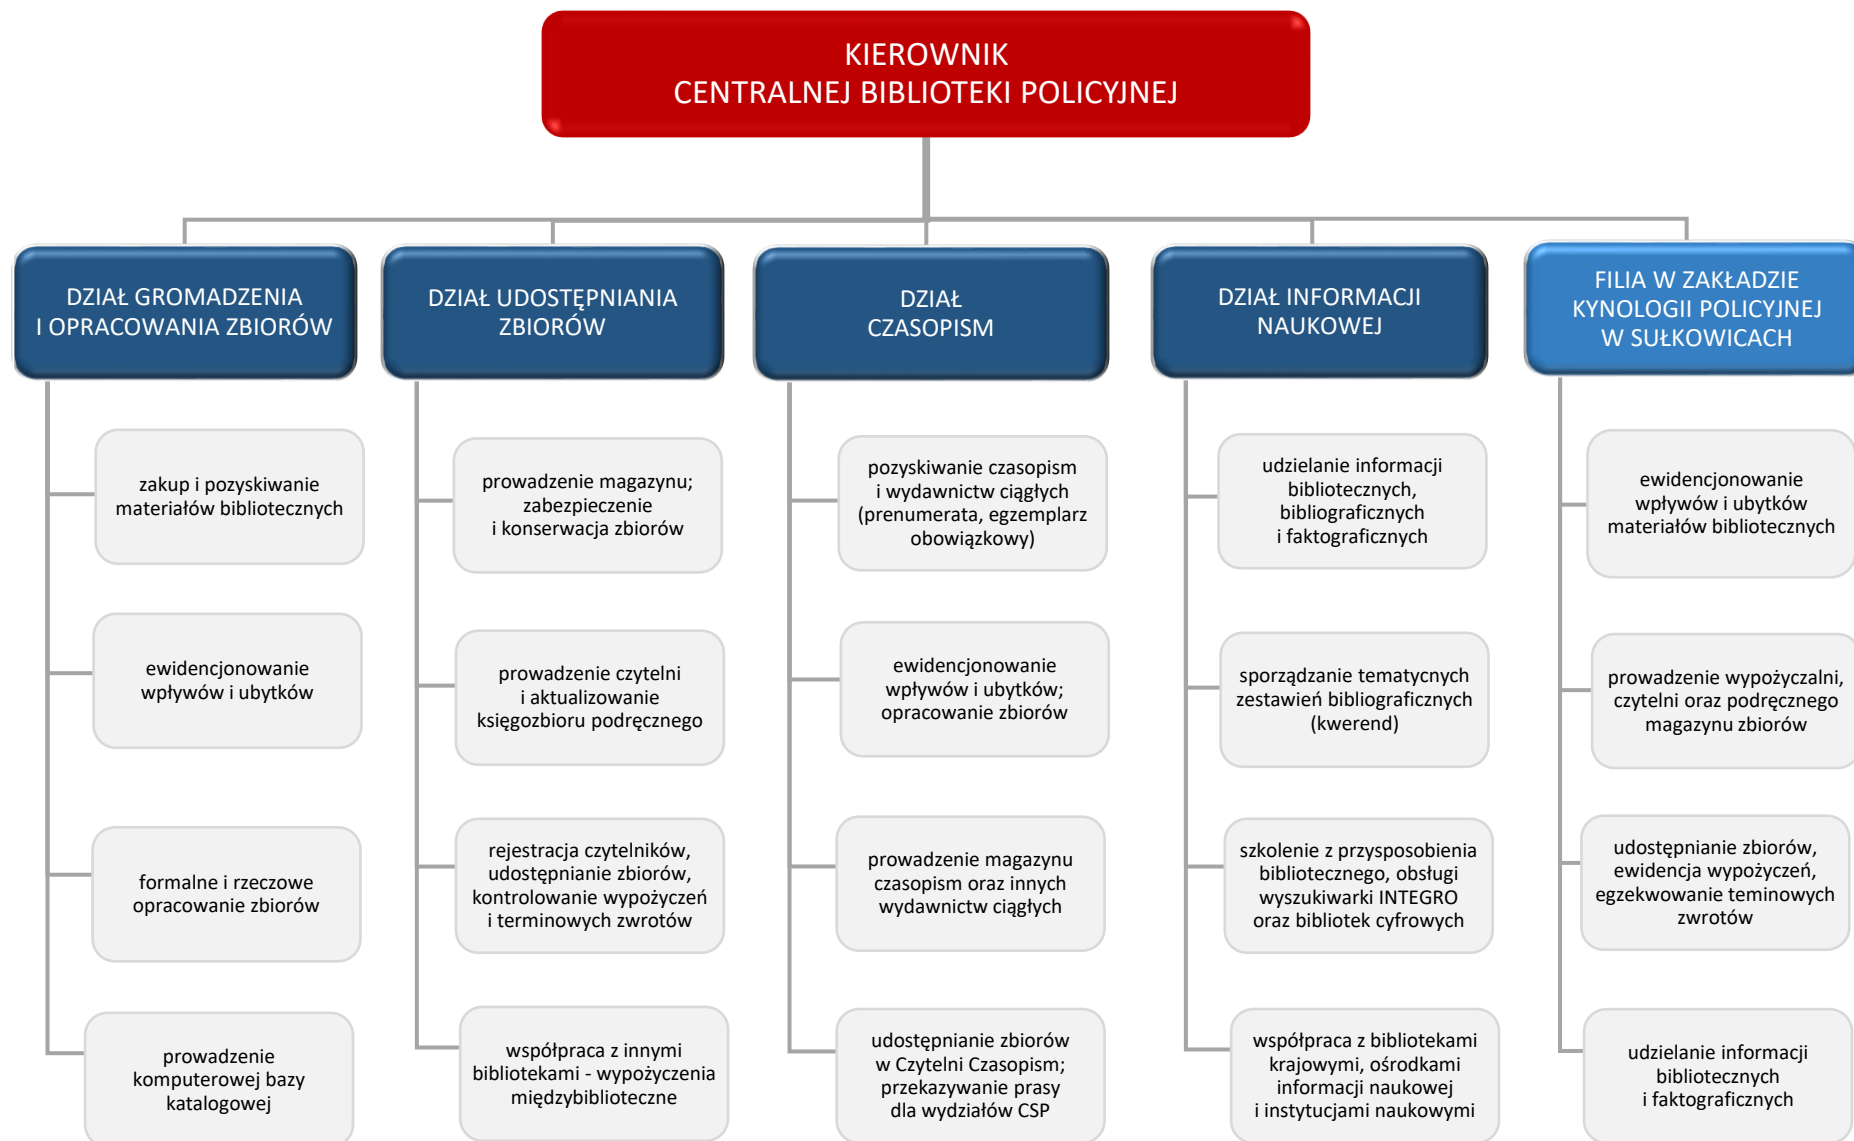 KIEROWNIK
CENTRALNEJ BIBLIOTEKI POLICYJNEJ
DZIAŁ GROMADZENIA
I OPRACOWANIA ZBIORÓW
zakup i pozyskiwanie
materiałów bibliotecznych
ewidencjonowanie
wpływów i ubytków
formalne i rzeczowe
opracowanie zbiorów
prowadzenie
komputerowej bazy
katalogowej
DZIAŁ UDOSTĘPNIANIA
ZBIORÓW
prowadzenie magazynu;
zabezpieczenie
i konserwacja zbiorów
prowadzenie czytelni
i aktualizowanie
księgozbioru podręcznego
rejestracja czytelników,
udostępnianie zbiorów,
kontrolowanie wypożyczeń
i terminowych zwrotów
współpraca z innymi
bibliotekami - wypożyczenia
międzybiblioteczne
DZIAŁ
CZASOPISM
pozyskiwanie czasopism
i wydawnictw ciągłych
(prenumerata, egzemplarz
obowiązkowy)
ewidencjonowanie
wpływów i ubytków;
opracowanie zbiorów
prowadzenie magazynu
czasopism oraz innych
wydawnictw ciągłych
udostępnianie zbiorów
w Czytelni Czasopism;
przekazywanie prasy
dla wydziałów CSP
DZIAŁ INFORMACJI
NAUKOWEJ
udzielanie informacji
bibliotecznych,
bibliograficznych
i faktograficznych
sporządzanie tematycnych
zestawień bibliograficznych
(kwerend)
szkolenie z przysposobienia
bibliotecznego, obsługi
wyszukiwarki INTEGRO
oraz bibliotek cyfrowych
współpraca z bibliotekami
krajowymi, ośrodkami
informacji naukowej
i instytucjami naukowymi
FILIA W ZAKŁADZIE
KYNOLOGII POLICYJNEJ
W SUŁKOWICACH
ewidencjonowanie
wpływów i ubytków
materiałów bibliotecznych
prowadzenie wypożyczalni,
czytelni oraz podręcznego
magazynu zbiorów
udostępnianie zbiorów,
ewidencja wypożyczeń,
egzekwowanie teminowych
zwrotów
udzielanie informacji
bibliotecznych
i faktograficznych